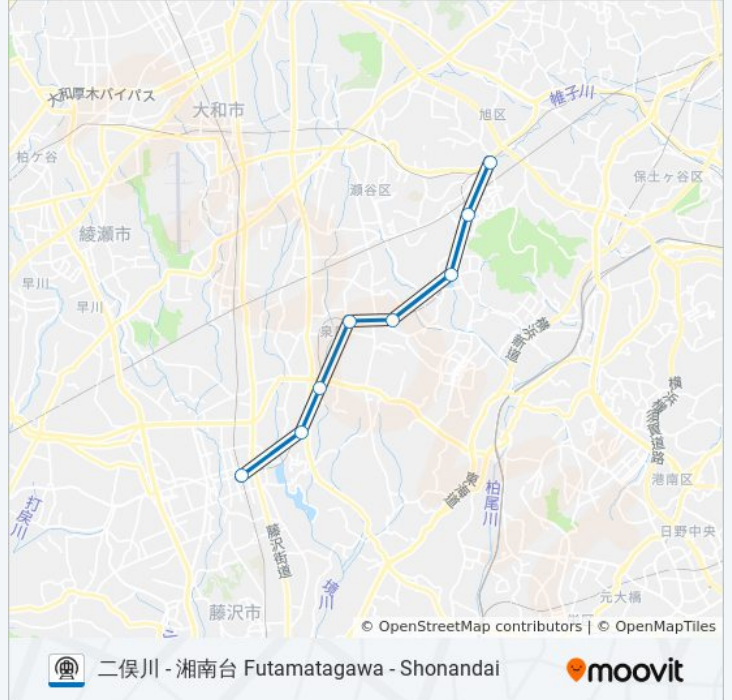 大和厚木バイパス
大和市
旭区
帷子川
柏ケ谷
瀬谷区
保土ヶ谷区
綾瀬市
早川
早川
泉
横浜新道
横浜
横須賀道路
港南区
東海道
柏尾川
打戻川
日野中央
藤沢街道
境川
藤沢市
元大橋
© OpenStreetMap contributors | © OpenMapTiles
二俣川 - 湘南台 Futamatagawa - Shonandai
moovit